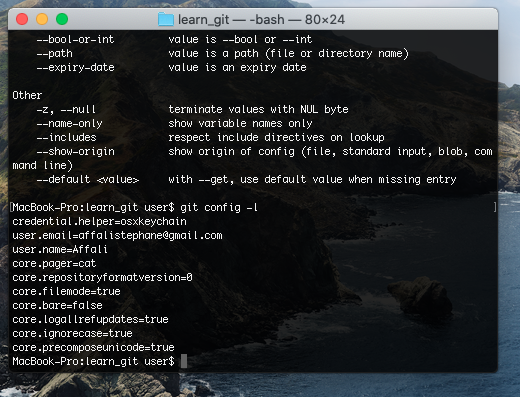 learn_git — -bash — 80×24
--bool-or-int value is --bool or --int
--path value is a path (file or directory name)
--expiry-date value is an expiry date
Other
-z, --null terminate values with NUL byte
--name-only show variable names only
--includes respect include directives on lookup
--show-origin show origin of config (file, standard input, blob, com
mand line)
--default <value> with --get, use default value when missing entry
[MacBook-Pro:learn_git user$ git config -l ]
credential.helper=osxkeychain
user.email=affalistephane@gmail.com
user.name=Affali
core.pager=cat
core.repositoryformatversion=0
core.filemode=true
core.bare=false
core.logallrefupdates=true
core.ignorecase=true
core.precomposeunicode=true
MacBook-Pro:learn_git user$